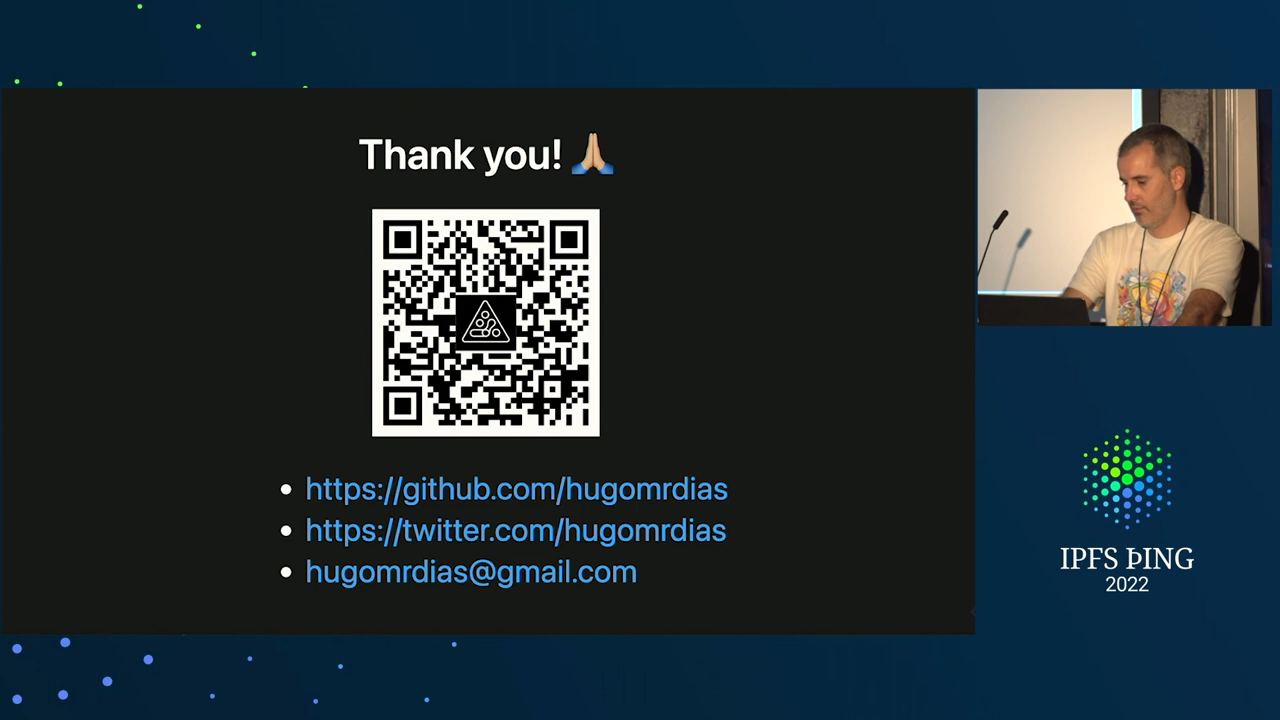 Thank you! 🙏🏼
https://github.com/hugomrdias
https://twitter.com/hugomrdias
hugomrdias@gmail.com
IPFS ÞING
2022